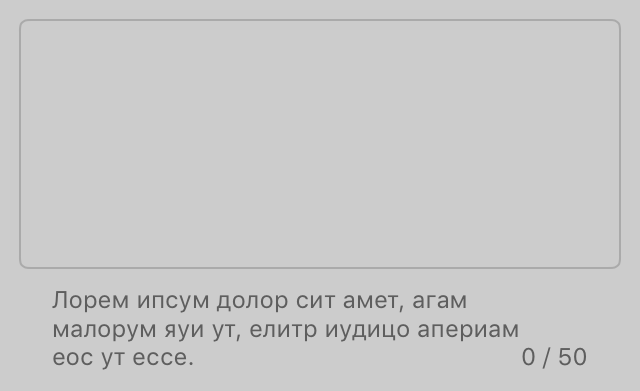 Лорем ипсум долор сит амет, агам
малорум яуи ут, елитр иудицо апериам
еос ут ессе.
0 / 50